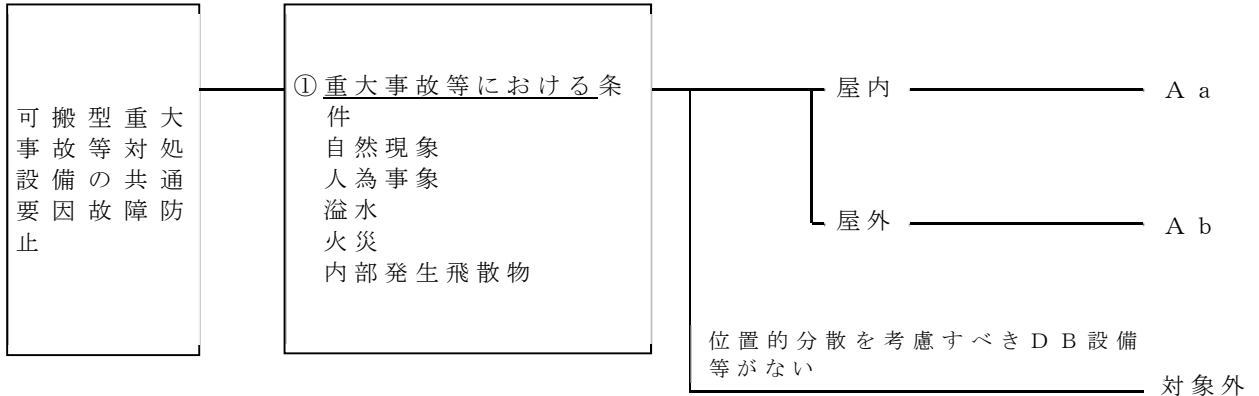 可搬型重大
事故等対処
設備の共通
要因故障防
止
①重大事故等における条
件
自然現象
人為事象
溢水
火災
内部発生飛散物
屋内
Ａａ
屋外
Ａｂ
位置的分散を考慮すべきＤＢ設備
等がない
対象外